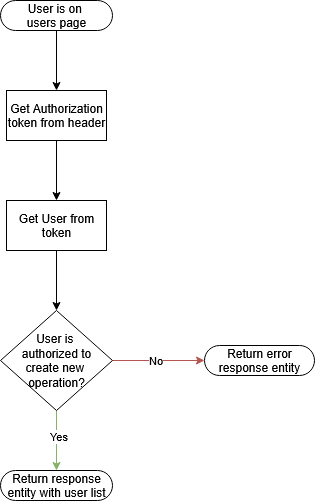 User is on
users page
Get Authorization
token from header
Get User from
token
User is
authorized to
create new
operation?
No
Return error
response entity
Yes
Return response
entity with user list